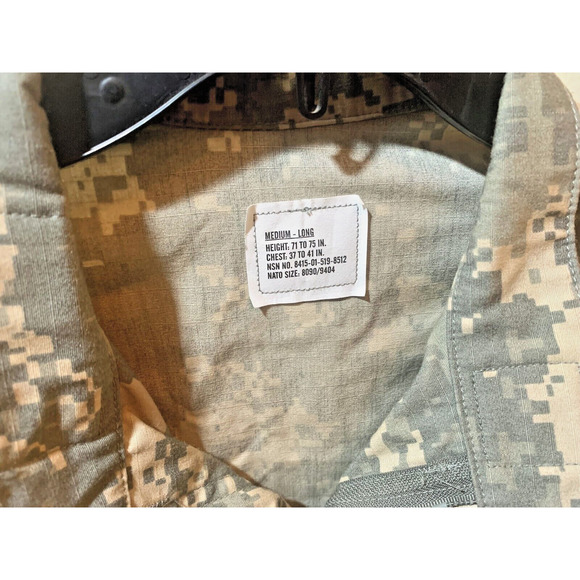 MEDIUM - LONG
HEIGHT: 71 TO 75 IN.
CHEST: 37 TO 41 IN.
NSN NO. 8415-01-519-8512
NATO SIZE: 8090/9404